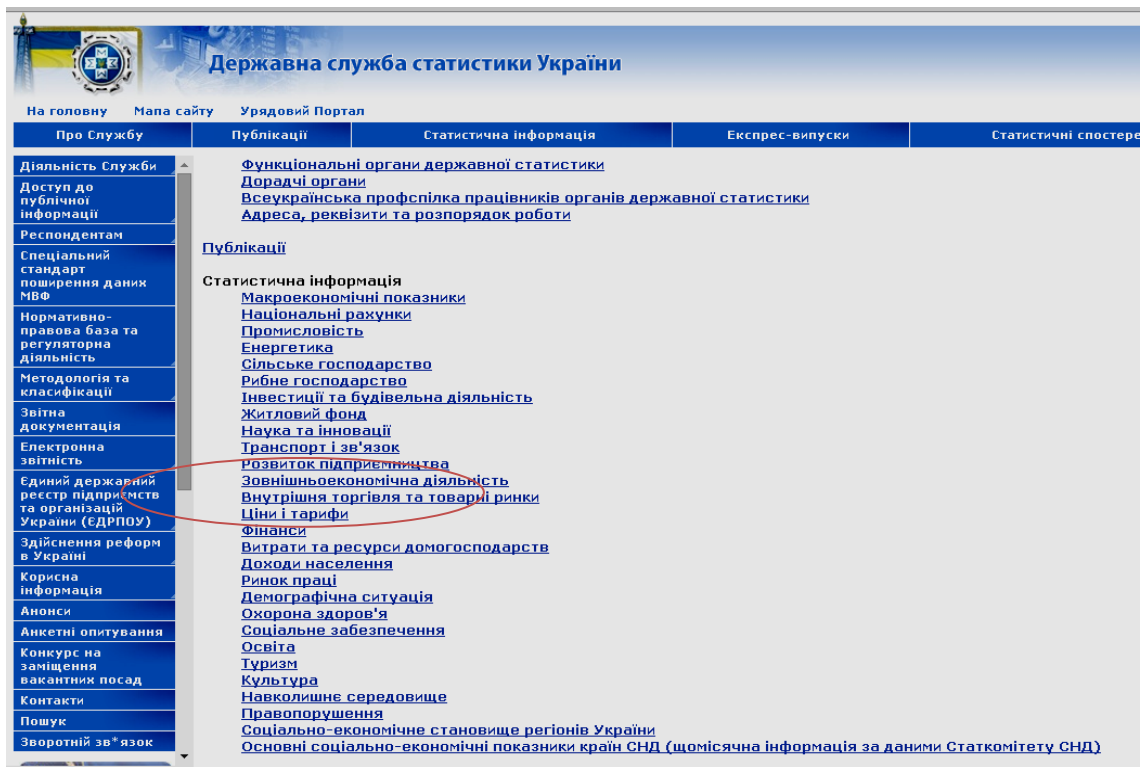 Державна служба статистики України
На головну Мапа сайту Урядовий Портал
Про Службу Публікації Статистична інформація Експрес-випуски Статистичні спостере
Діяльність Служби
Доступ до
публічної
інформації
Респондентам
Спеціальний
стандарт
поширення даних
МВФ
Нормативно-
правова база та
регуляторна
діяльність
Методологія та
класифікації
Звітна
документація
Електронна
звітність
Єдиний державний
реєстр підприємств
та організацій
України (ЄДРПОУ)
Здійснення реформ
в Україні
Корисна
інформація
Анонси
Анкетні опитування
Конкурс на
заміщення
вакантних посад
Контакти
Пошук
Зворотній зв*язок
Функціональні органи державної статистики
Дорадчі органи
Всеукраїнська профспілка працівників органів державної статистики
Адреса, реквізити та розпорядок роботи
Публікації
Статистична інформація
Макроекономічні показники
Національні рахунки
Промисловість
Енергетика
Сільське господарство
Рибне господарство
Інвестиції та будівельна діяльність
Житловий фонд
Наука та інновації
Транспорт і зв'язок
Розвиток підприємництва
Зовнішньоекономічна діяльність
Внутрішня торгівля та товарні ринки
Ціни і тарифи
Фінанси
Витрати та ресурси домогосподарств
Доходи населення
Ринок праці
Демографічна ситуація
Охорона здоров'я
Соціальне забезпечення
Освіта
Туризм
Культура
Навколишнє середовище
Правопорушення
Соціально-економічне становище регіонів України
Основні соціально-економічні показники країн СНД (щомісячна інформація за даними Статкомітету СНД)